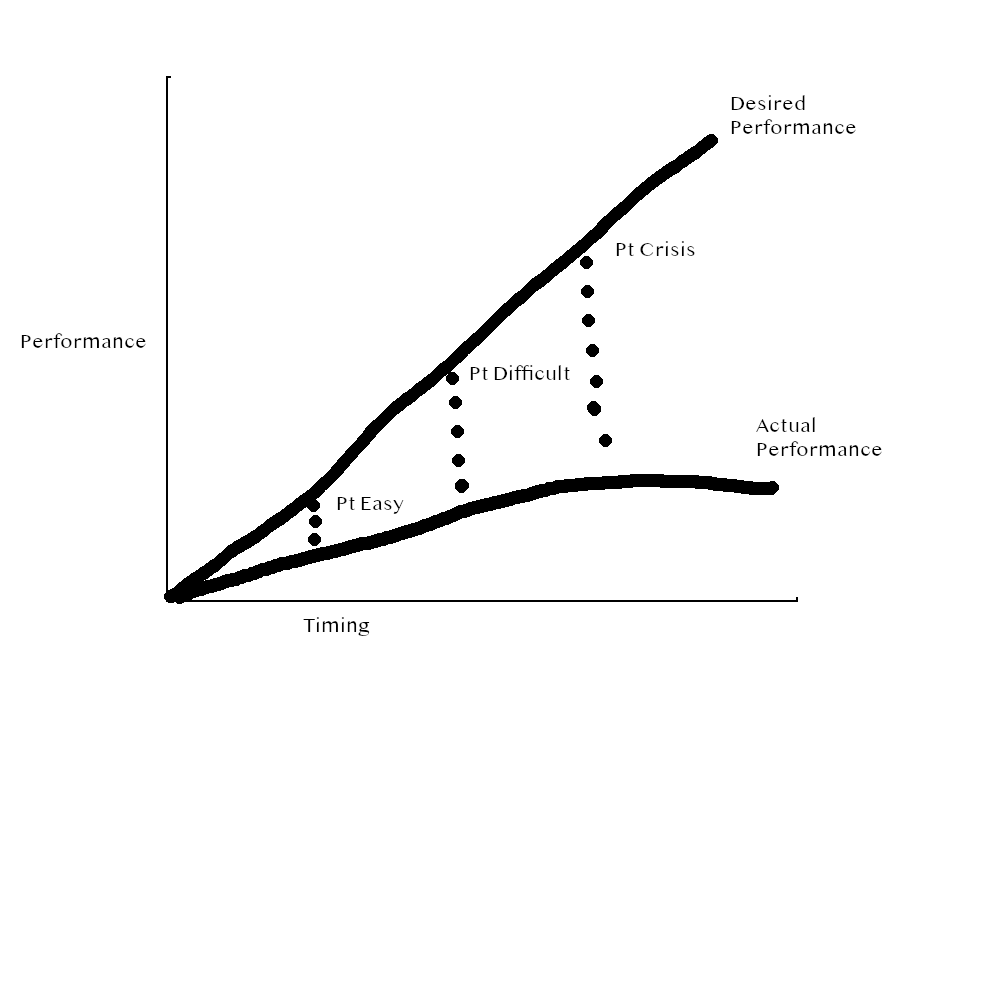 Desired
Performance
Pt Crisis
Performance
Pt Difficult
Actual
Performance
Pt Easy
Timing